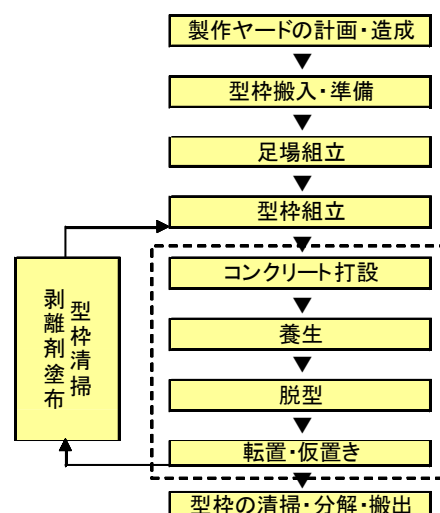 製作ヤードの計画・造成
型枠搬入・準備
足場組立
型枠組立
コンクリート打設
養生
脱型
転置・仮置き
型枠の清掃・分解・搬出
型枠清掃
剥離剤塗布